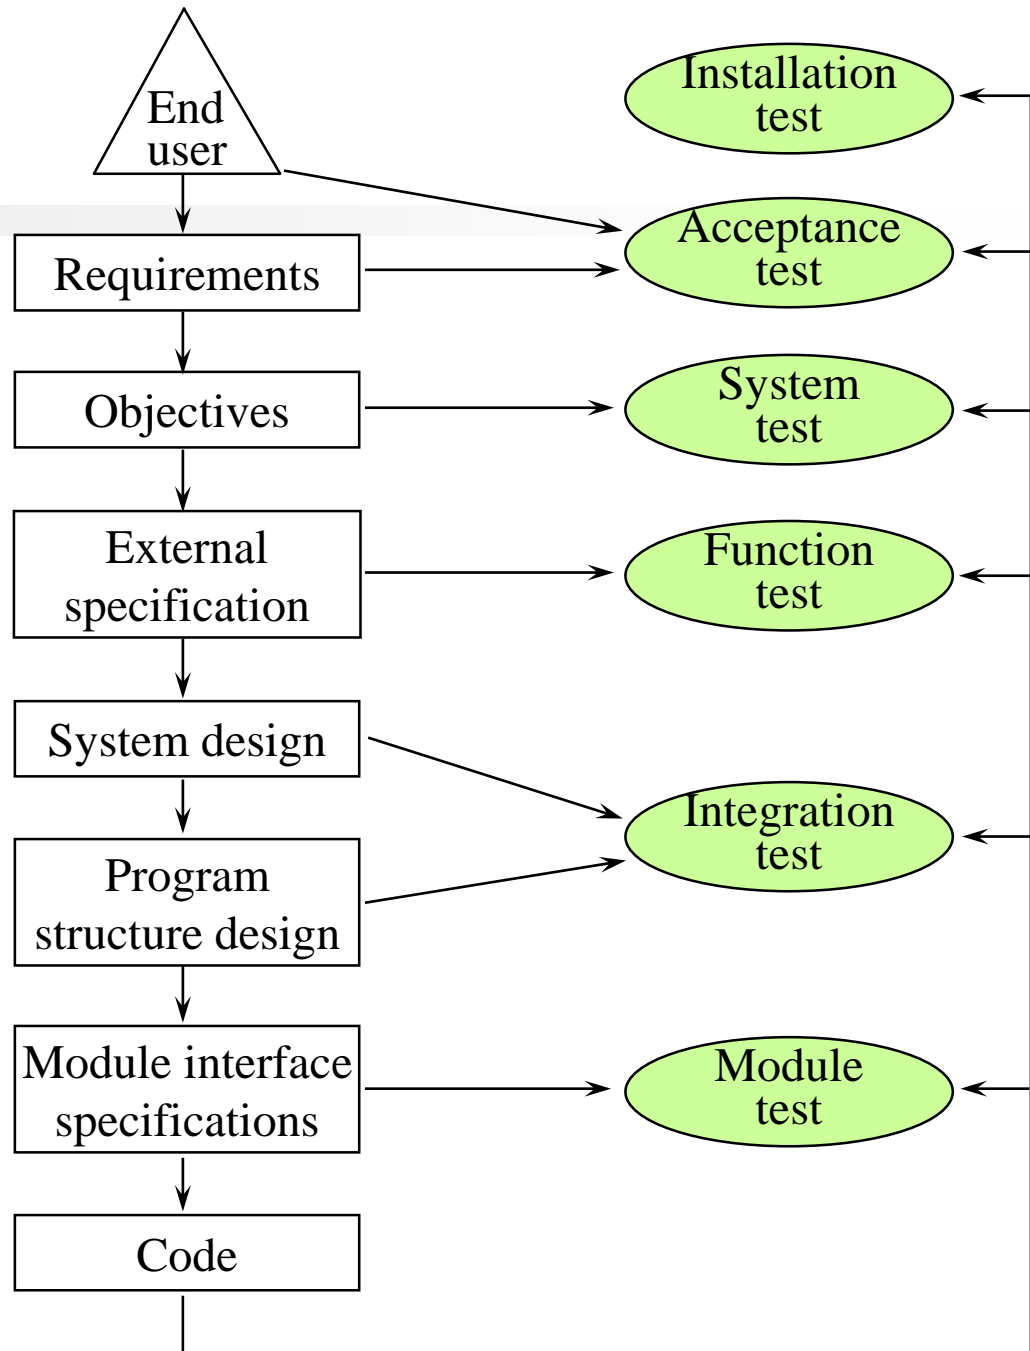 End
user
Installation
test
Requirements
Acceptance
test
Objectives
System
test
External
specification
Function
test
System design
Program
structure design
Integration
test
Module interface
specifications
Module
test
Code